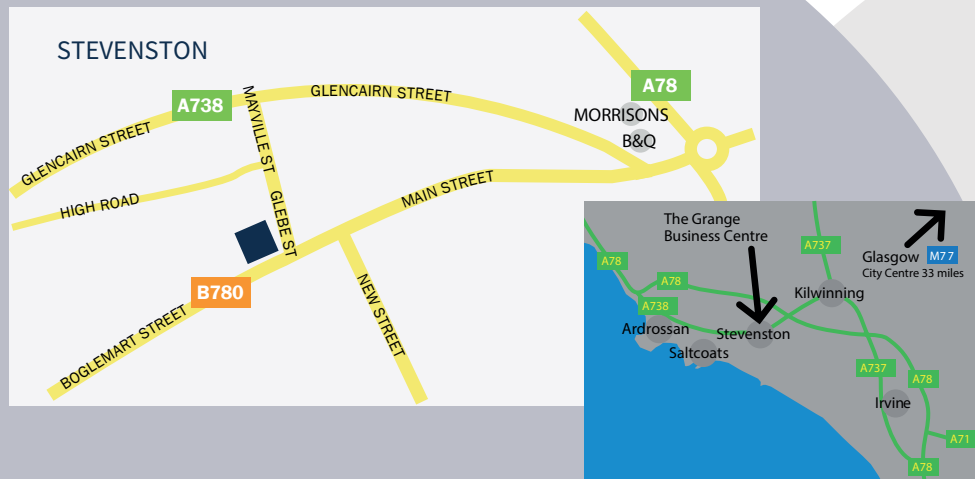 STEVENSTON
A78
A738
MAYVILLE ST
GLENCAIRN STREET
MORRISONS
B&Q
GLENCAIRN STREET
HIGH ROAD
GLEBE ST
MAIN STREET
B780
NEW STREET
BOGLEMART STREET
The Grange
Business Centre
A737
Glasgow M77
City Centre 33 miles
A78
A78
Kilwinning
A738
Ardrossan
Stevenston
Saltcoats
A737
A78
Irvine
A71
A78